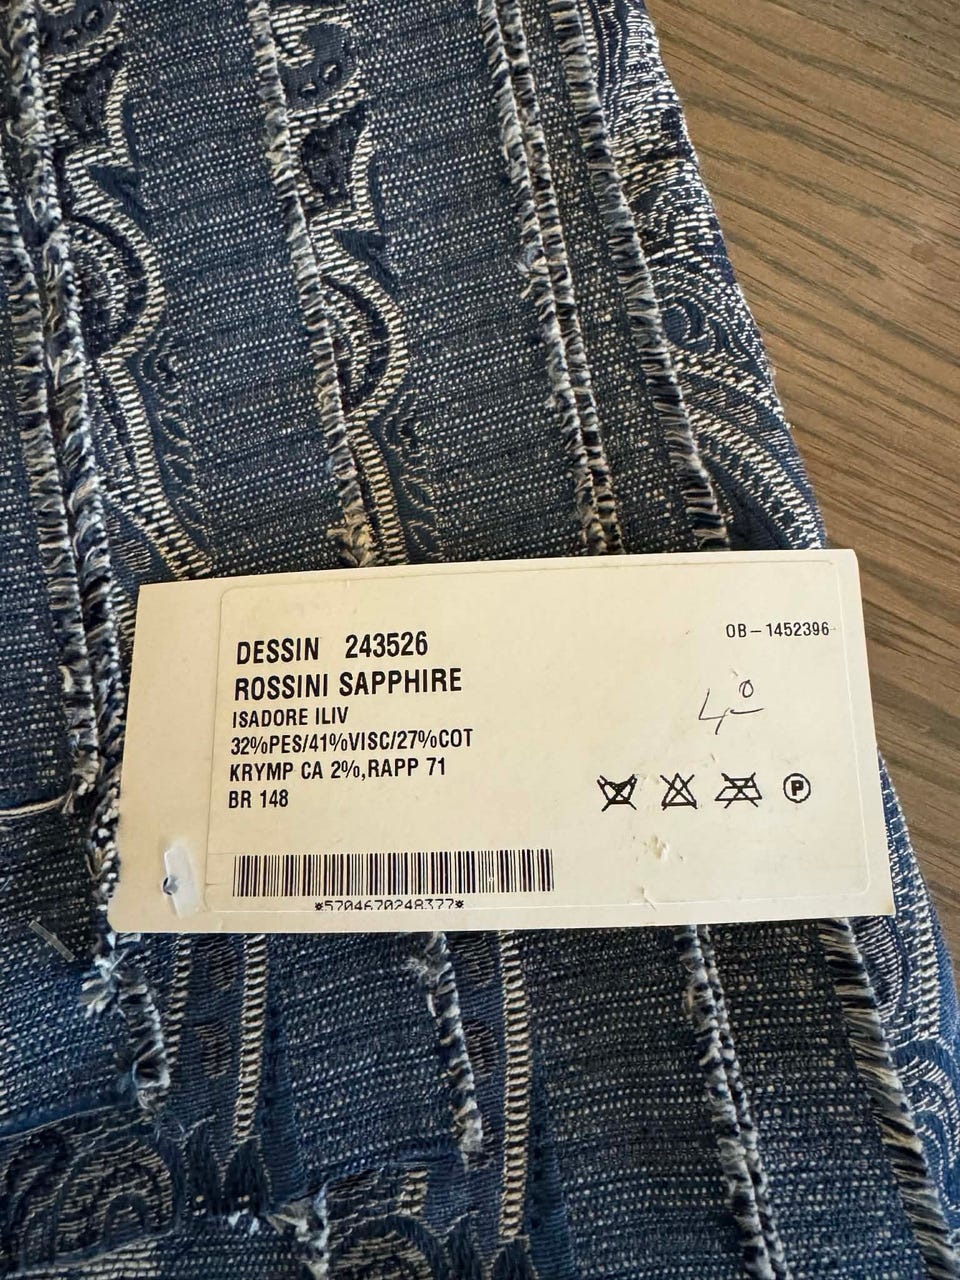 DESSIN 243526
OB-1452396
ROSSINI SAPPHIRE
ISADORE ILIV
32%PES/41%VISC/27%COT
KRYMP CA 2%,RAPP 71
BR 148
P
*5704670248377*